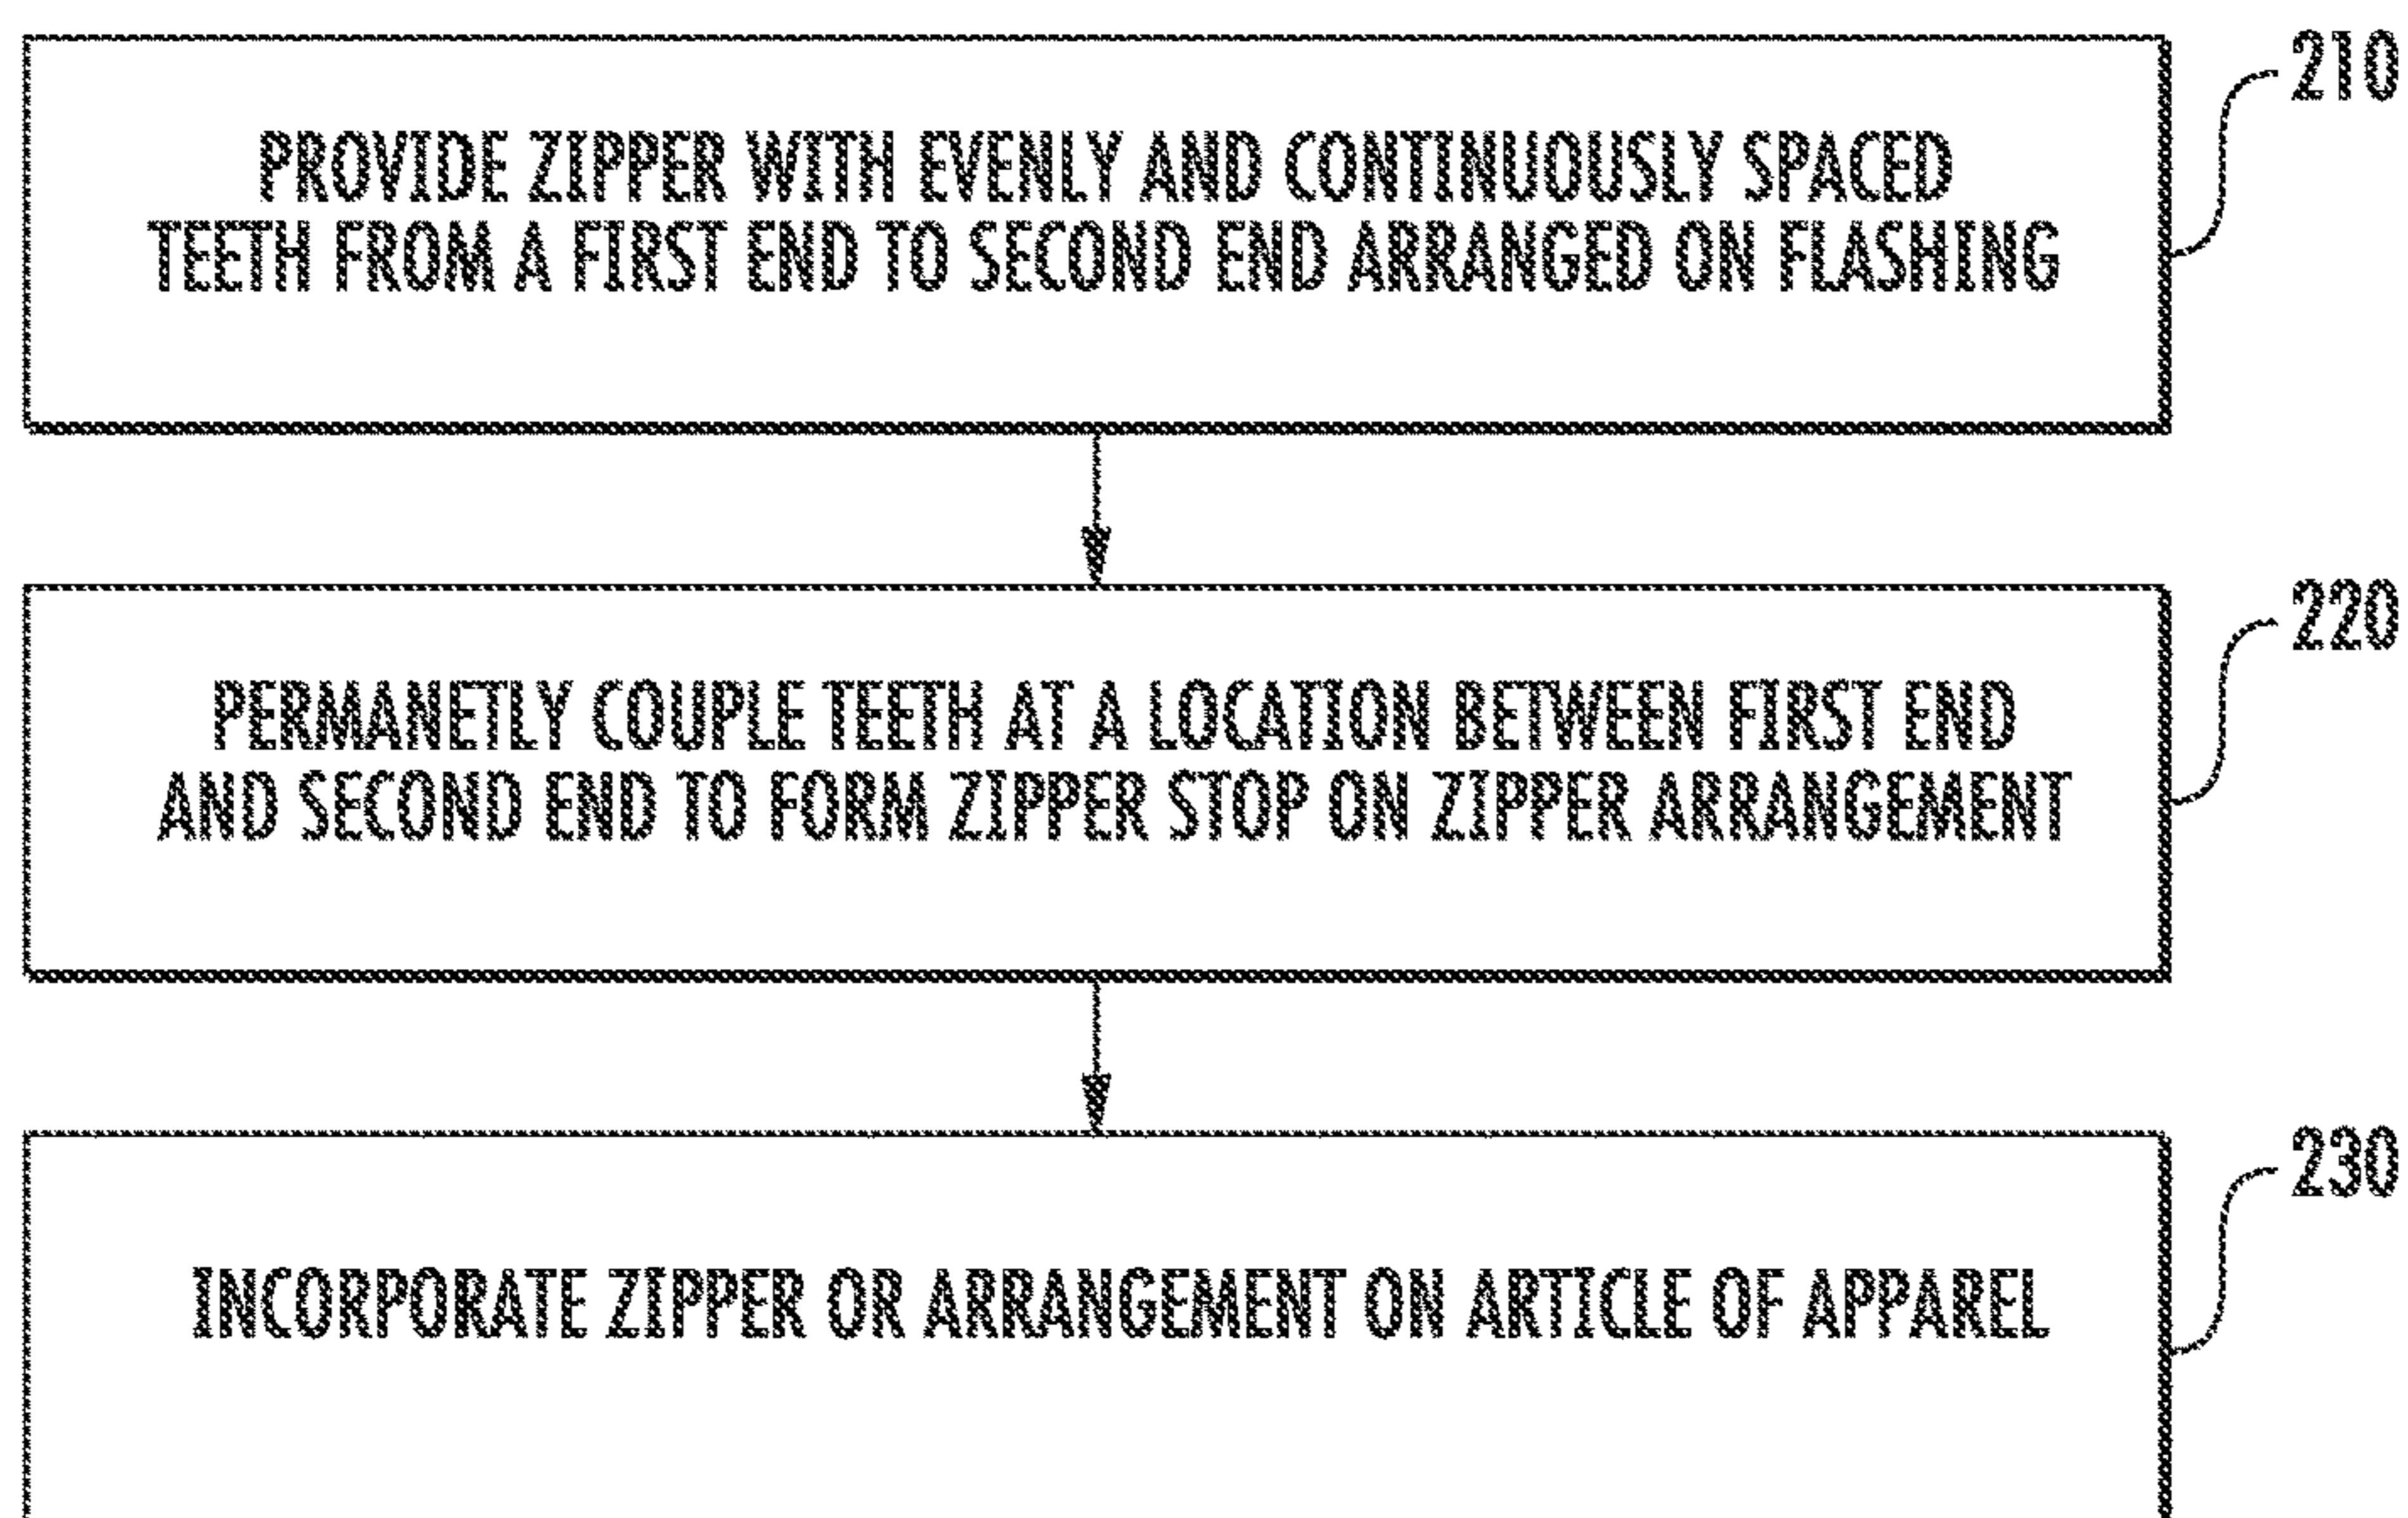 210
PROVIDE ZIPPER WITH EVENLY AND CONTINUOUSLY SPACED
TEETH FROM A FIRST END TO SECOND END ARRANGED ON FLASHING
220
PERMANETLY COUPLE TEETH AT A LOCATION BETWEEN FIRST END
AND SECOND END TO FORM ZIPPER STOP ON ZIPPER ARRANGEMENT
230
INCORPORATE ZIPPER OR ARRANGEMENT ON ARTICLE OF APPAREL